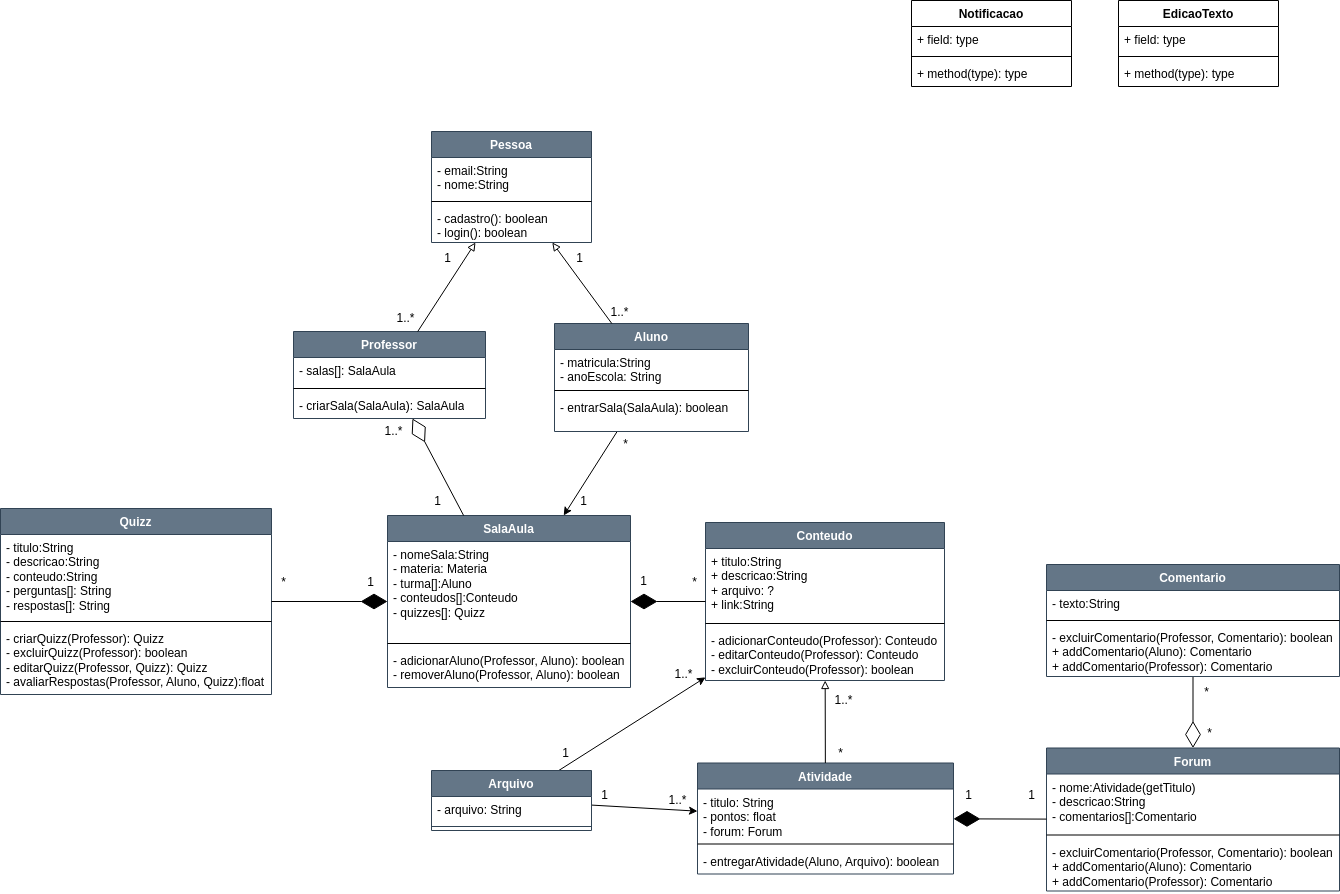 Notificacao
+ field: type
+ method(type): type
EdicaoTexto
+ field: type
+ method(type): type
Pessoa
- email:String
- nome:String
- cadastro(): boolean
- login(): boolean
1
1
1..*
1..*
Professor
- salas[]: SalaAula
- criarSala(SalaAula): SalaAula
Aluno
- matricula:String
- anoEscola: String
- entrarSala(SalaAula): boolean
1..*
*
1
1
Quizz
- titulo:String
- descricao:String
- conteudo:String
- perguntas[]: String
- respostas[]: String
- criarQuizz(Professor): Quizz
- excluirQuizz(Professor): boolean
- editarQuizz(Professor, Quizz): Quizz
- avaliarRespostas(Professor, Aluno, Quizz):float
*
1
SalaAula
- nomeSala:String
- materia: Materia
- turma[]:Aluno
- conteudos[]:Conteudo
- quizzes[]: Quizz
- adicionarAluno(Professor, Aluno): boolean
- removerAluno(Professor, Aluno): boolean
1
*
Conteudo
+ titulo:String
+ descricao:String
+ arquivo: ?
+ link:String
- adicionarConteudo(Professor): Conteudo
- editarConteudo(Professor): Conteudo
- excluirConteudo(Professor): boolean
Comentario
- texto:String
- excluirComentario(Professor, Comentario): boolean
+ addComentario(Aluno): Comentario
+ addComentario(Professor): Comentario
1..*
1..*
*
*
1
*
Arquivo
- arquivo: String
1
1..*
Atividade
- titulo: String
- pontos: float
- forum: Forum
- entregarAtividade(Aluno, Arquivo): boolean
1
1
Forum
- nome:Atividade(getTitulo)
- descricao:String
- comentarios[]:Comentario
- excluirComentario(Professor, Comentario): boolean
+ addComentario(Aluno): Comentario
+ addComentario(Professor): Comentario